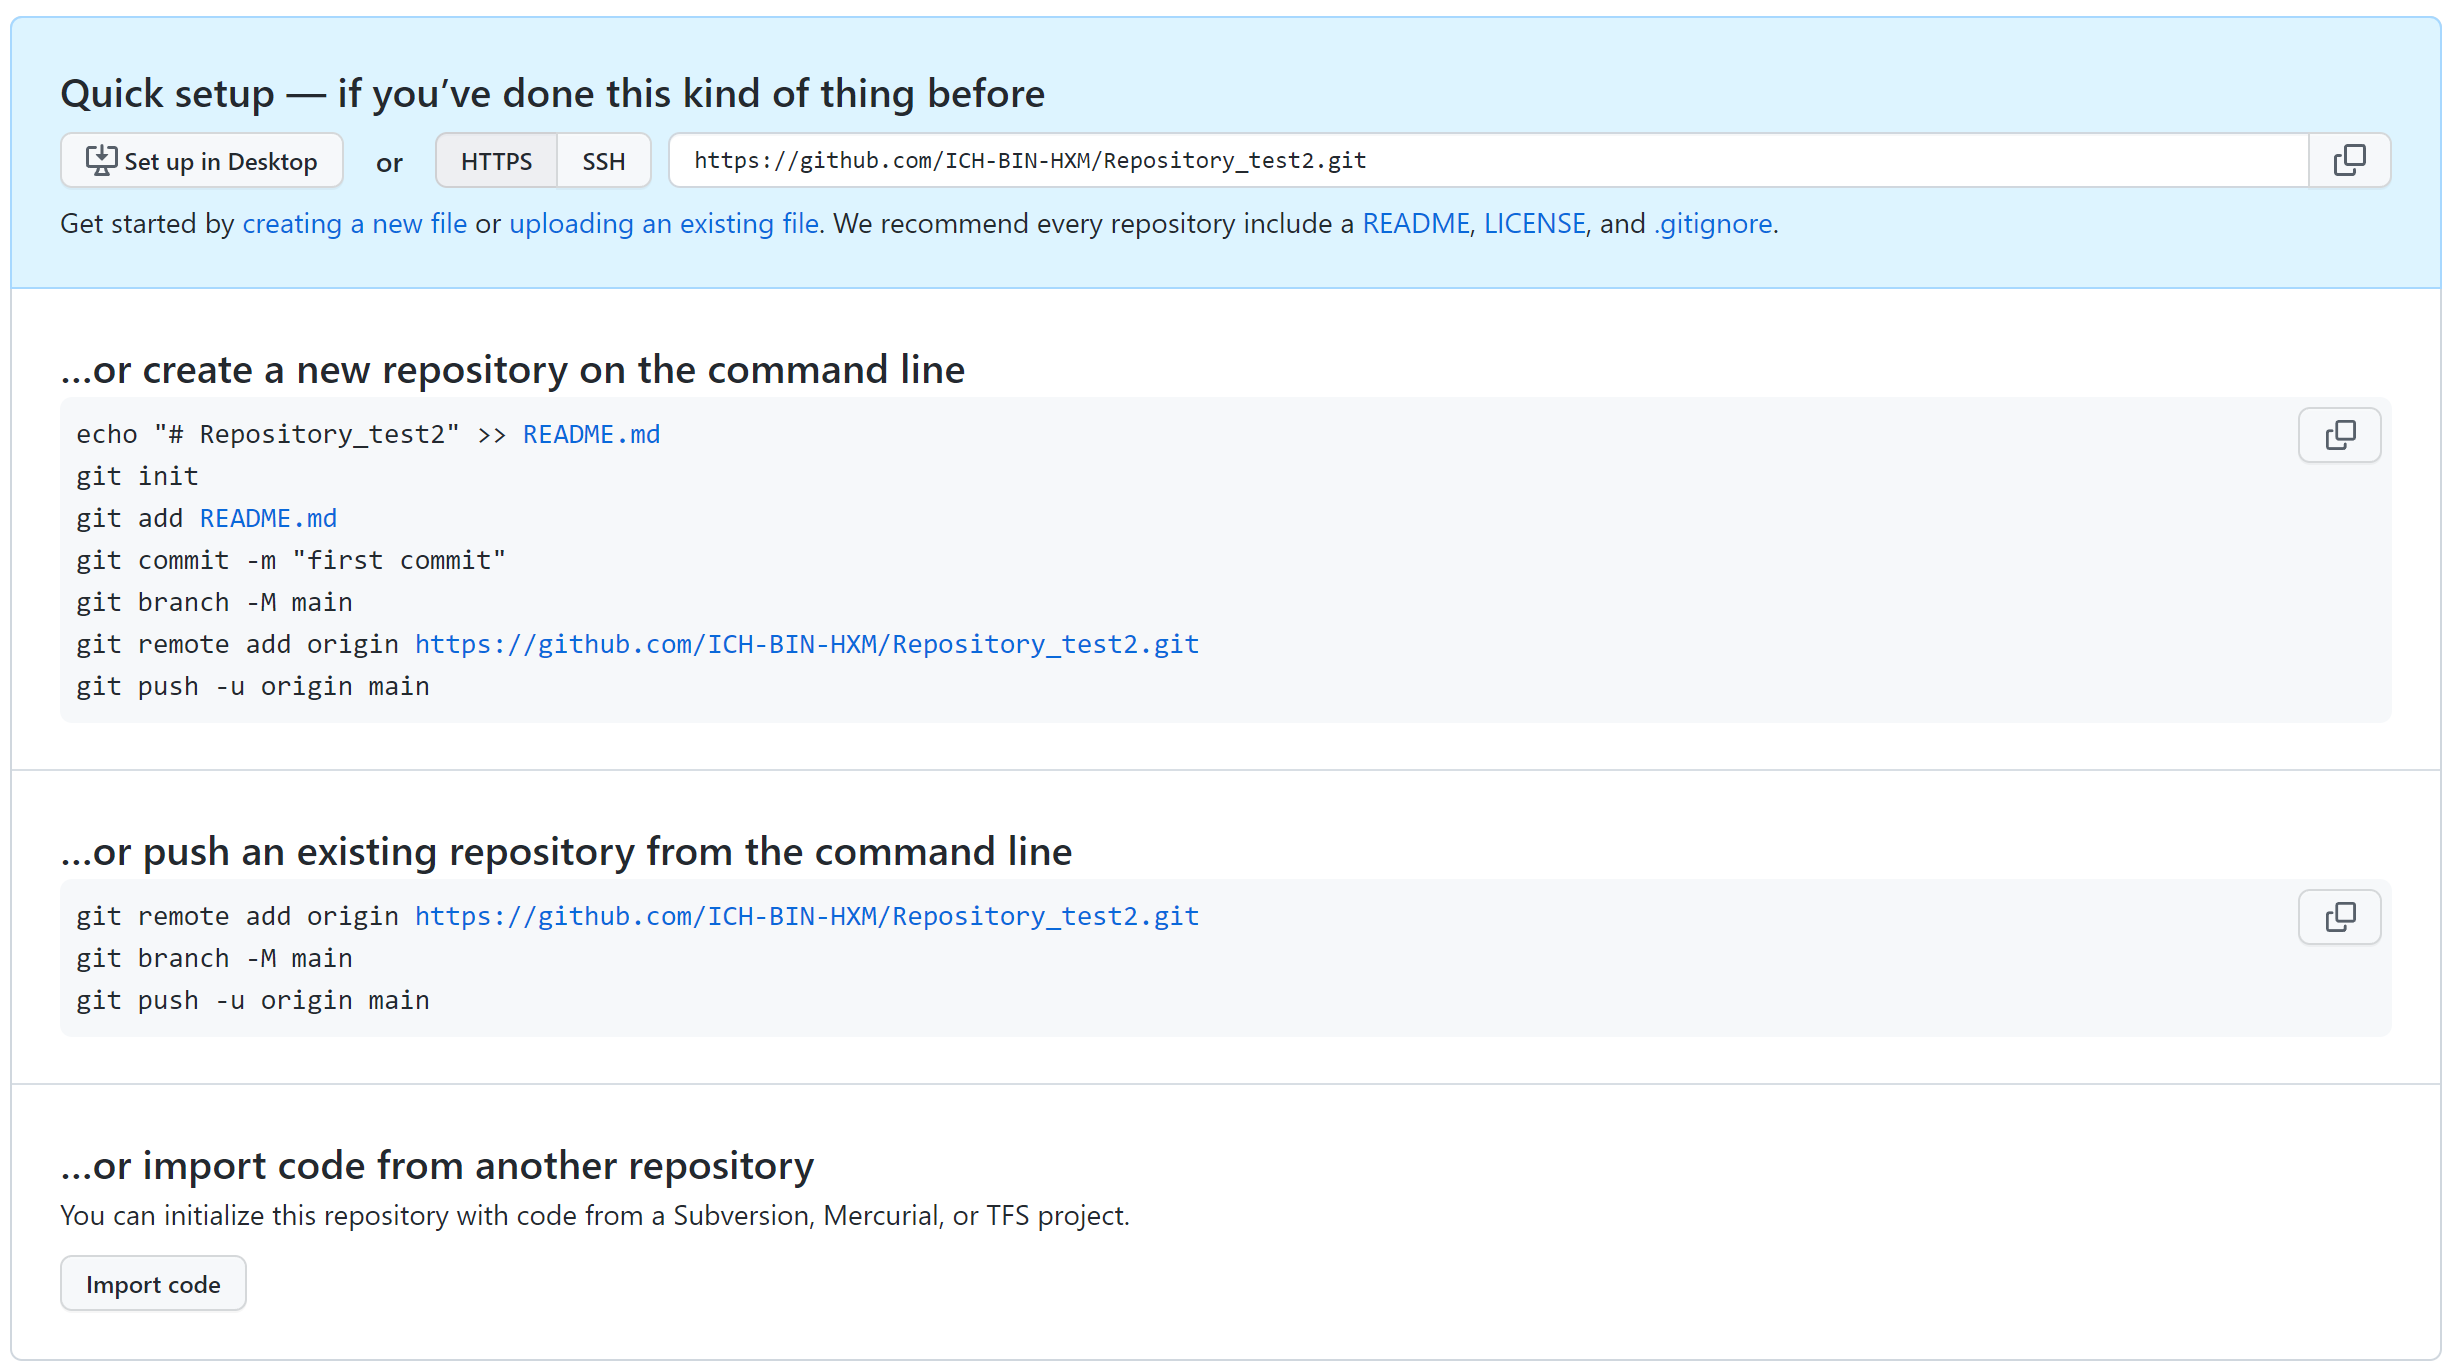 Quick setup — if you’ve done this kind of thing before
Set up in Desktop or HTTPS SSH https://github.com/ICH-BIN-HXM/Repository_test2.git
Get started by creating a new file or uploading an existing file. We recommend every repository include a README, LICENSE, and .gitignore.
…or create a new repository on the command line
echo "# Repository_test2" >> README.md
git init
git add README.md
git commit -m "first commit"
git branch -M main
git remote add origin https://github.com/ICH-BIN-HXM/Repository_test2.git
git push -u origin main
…or push an existing repository from the command line
git remote add origin https://github.com/ICH-BIN-HXM/Repository_test2.git
git branch -M main
git push -u origin main
…or import code from another repository
You can initialize this repository with code from a Subversion, Mercurial, or TFS project.
Import code